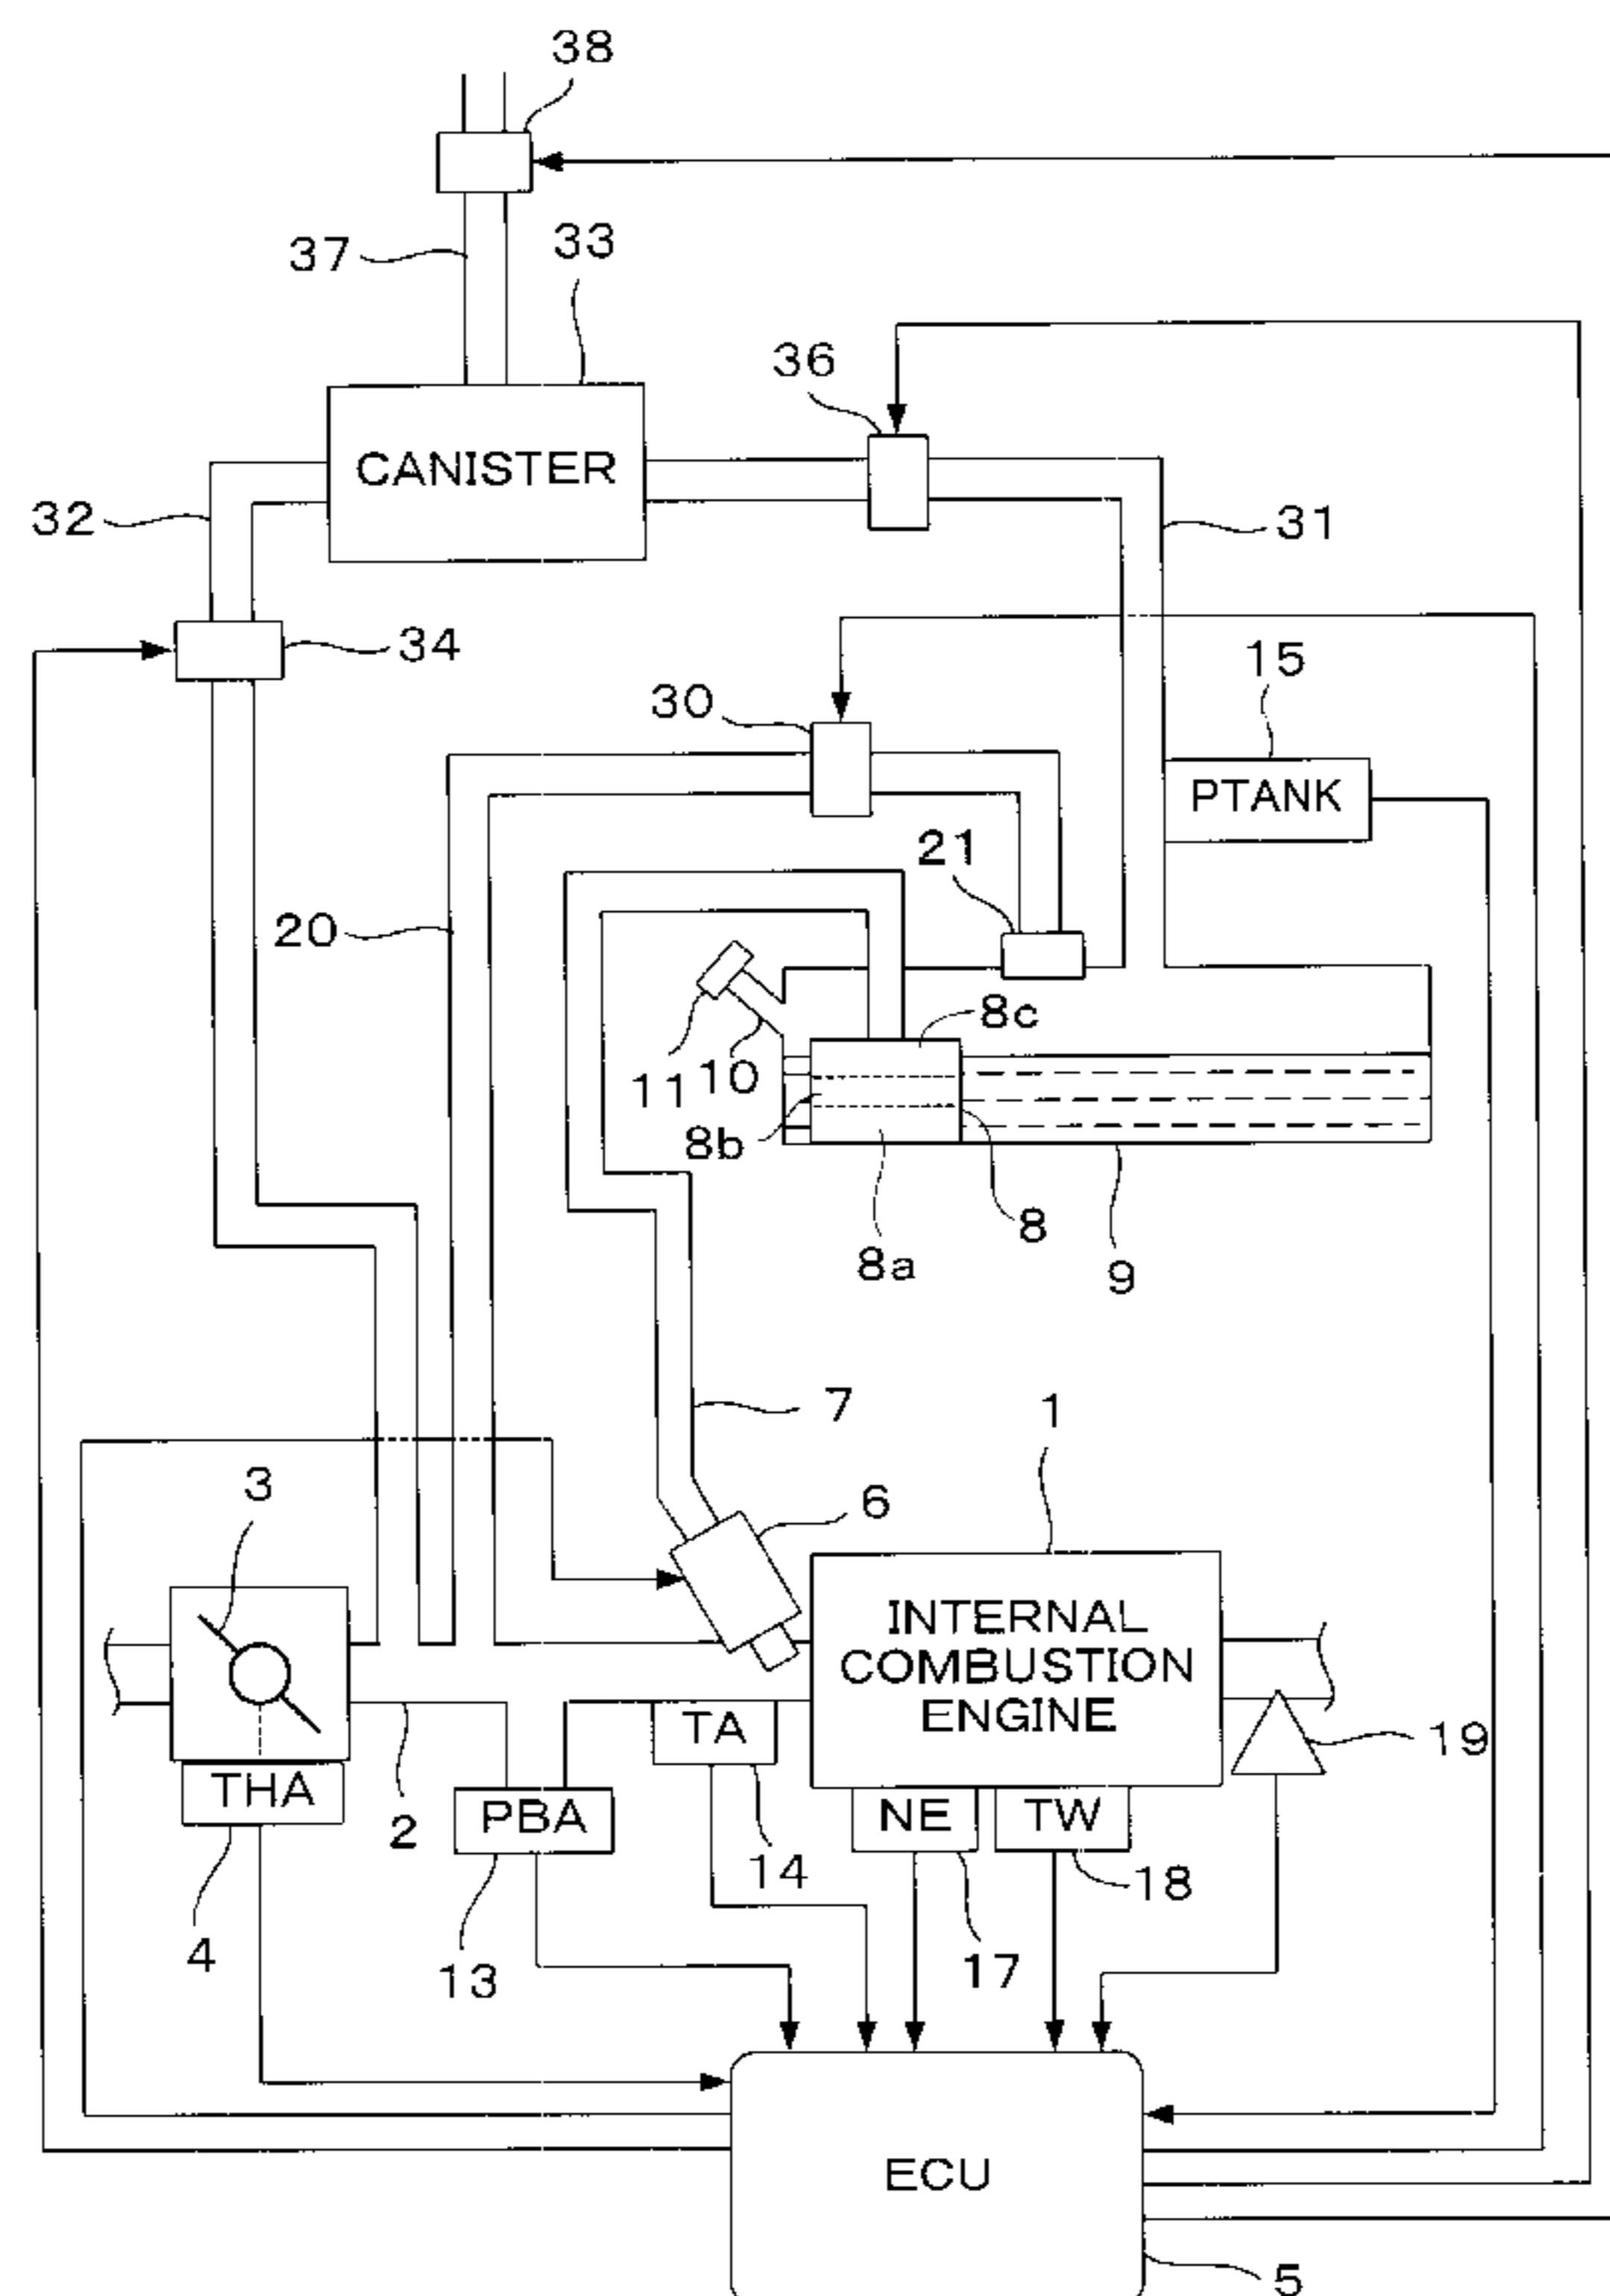 38
33
37
36
CANISTER
32
31
34
15
30
PTANK
21
20
8c
11
10
8b
8
8a
9
7
1
3
6
INTERNAL
COMBUSTION
ENGINE
TA
19
THA
PBA
NE
TW
2
14
18
4
13
17
ECU
5